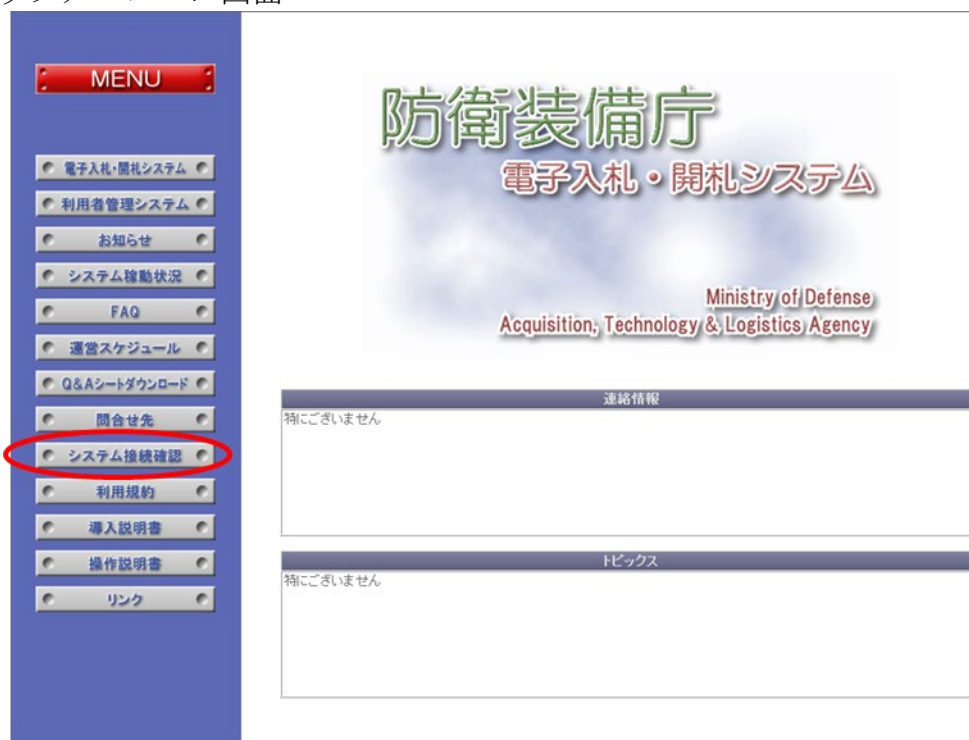 MENU
電子入札・開札システム
利用者管理システム
お知らせ
システム稼動状況
FAQ
運営スケジュール
Q&Aシートダウンロード
問合せ先
システム接続確認
利用規約
導入説明書
操作説明書
リンク
防衛装備庁
電子入札・開札システム
Ministry of Defense
Acquisition, Technology & Logistics Agency
連絡情報
特にございません
トピックス
特にございません